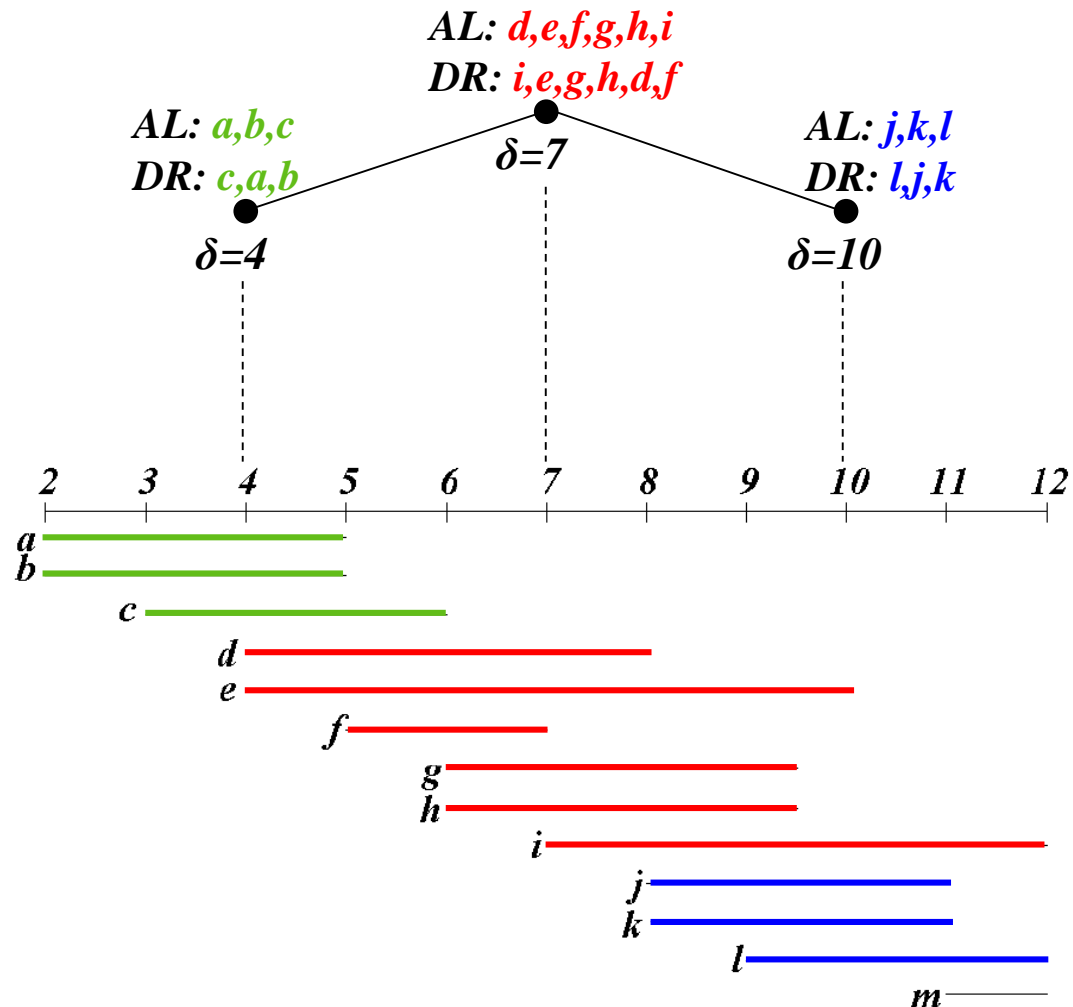 AL: d,e,f,g,h,i
DR: i,e,g,h,d,f
AL: a,b,c
DR: c,a,b
AL: j,k,l
DR: l,j,k
δ=7
δ=4
δ=10
2 3 4 5 6 7 8 9 10 11 12
a
b
c
d
e
f
g
h
i
j
k
l
m